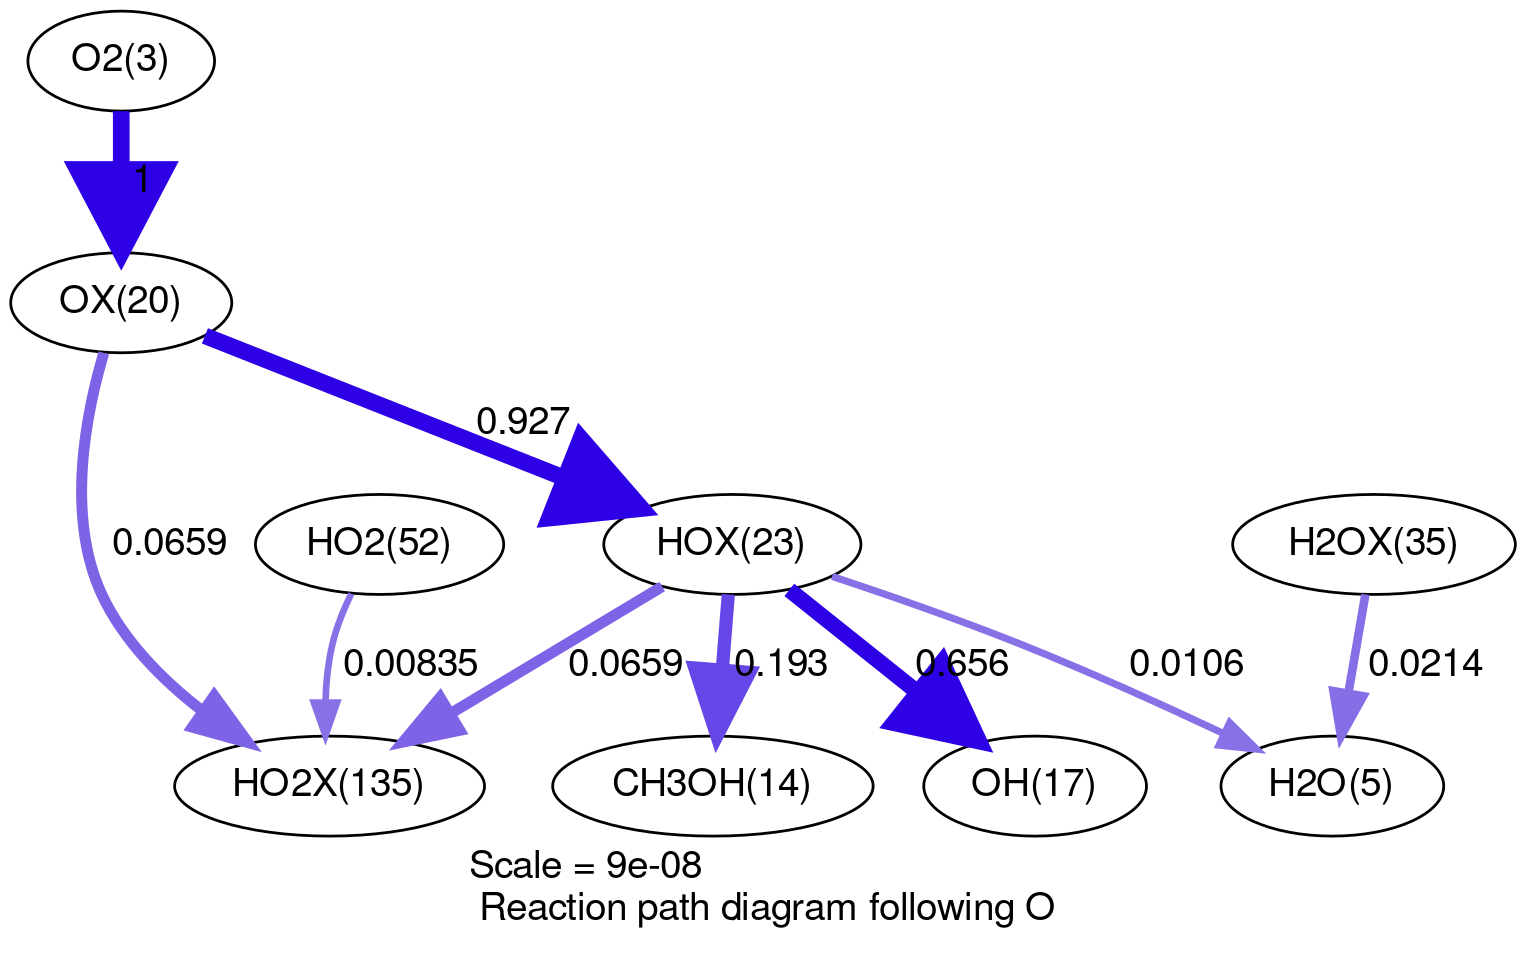 O2(3)
1
OX(20)
0.927
0.0659
HO2(52)
HOX(23)
H2OX(35)
0.00835
0.0659
0.193
0.656
0.0106
0.0214
HO2X(135)
CH3OH(14)
OH(17)
H2O(5)
Scale = 9e-08
Reaction path diagram following O